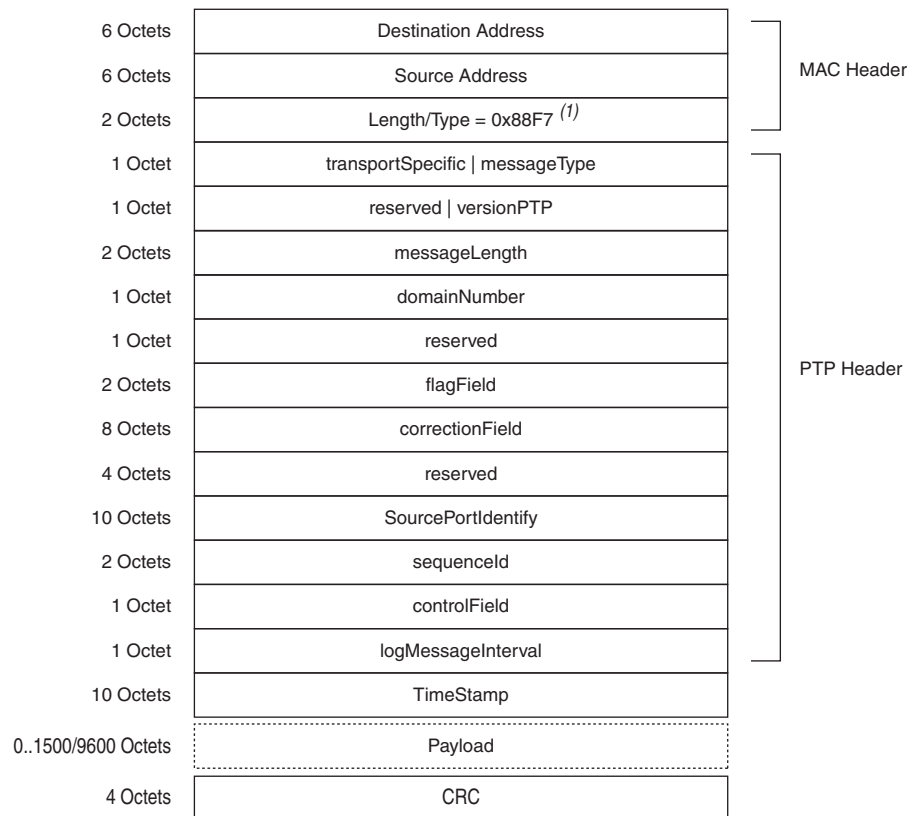 6 Octets Destination Address
6 Octets Source Address
MAC Header
2 Octets Length/Type = 0x88F7 (1)
1 Octet transportSpecific | messageType
1 Octet reserved | versionPTP
2 Octets messageLength
1 Octet domainNumber
1 Octet reserved
2 Octets flagField
PTP Header
8 Octets correctionField
4 Octets reserved
10 Octets SourcePortIdentify
2 Octets sequenceId
1 Octet controlField
1 Octet logMessageInterval
10 Octets TimeStamp
0..1500/9600 Octets Payload
4 Octets CRC